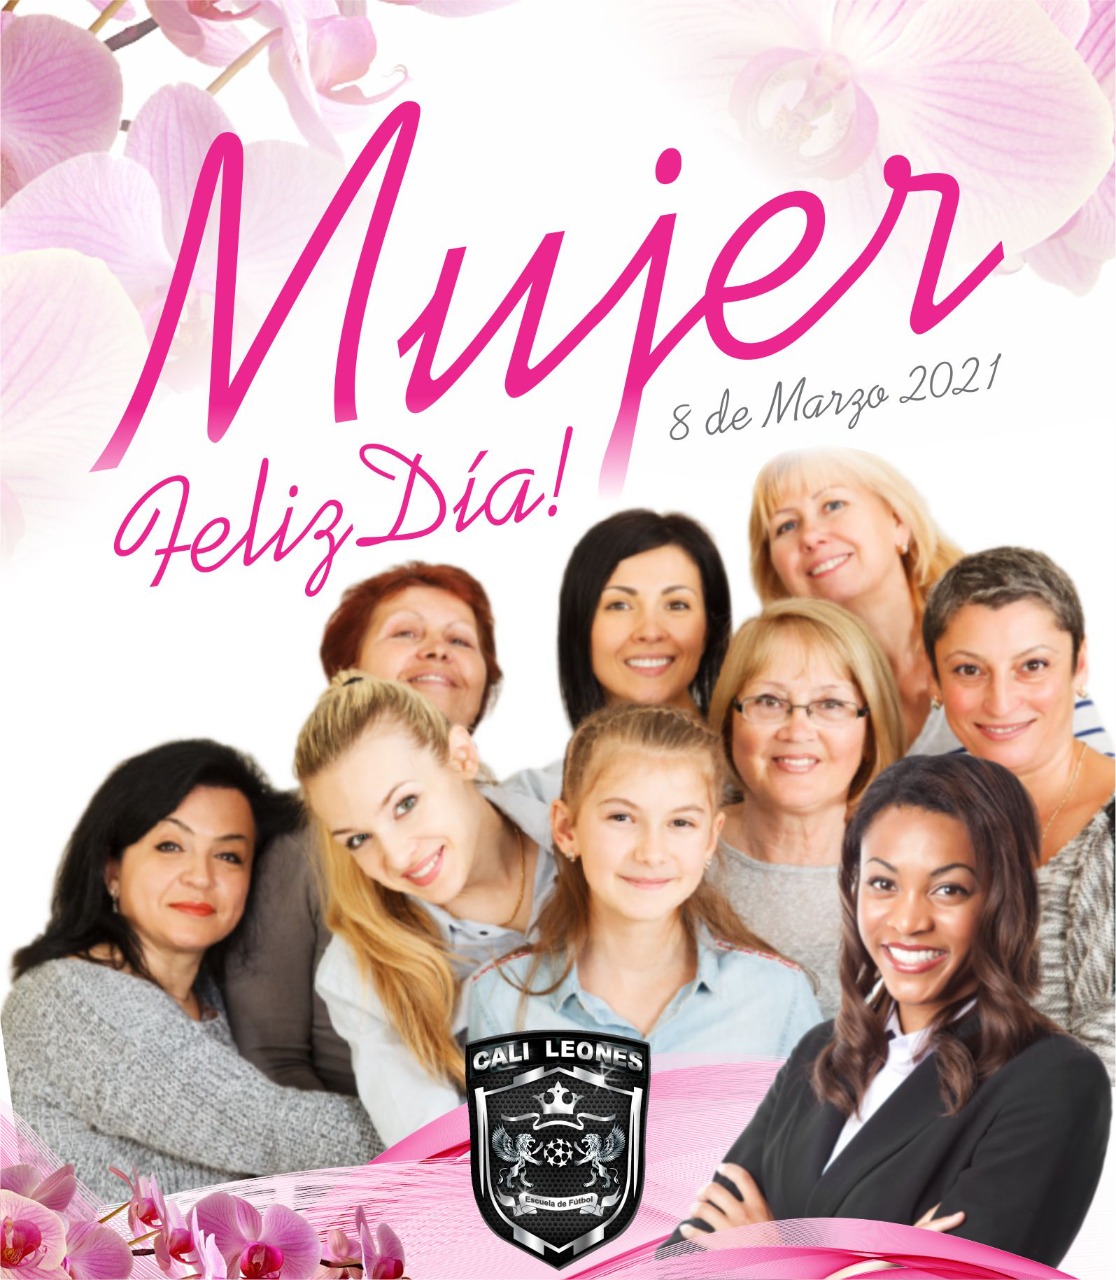 Mujer
8 de Marzo 2021
Feliz Día!
CALI LEONES
Escuela de Fútbol